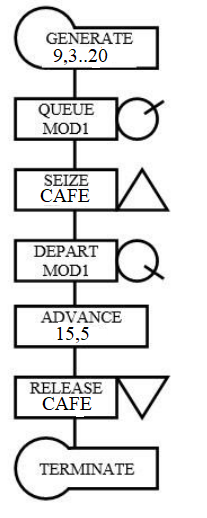 GENERATE
9,3..20
QUEUE
MOD1
SEIZE
CAFE
DEPART
MOD1
ADVANCE
15,5
RELEASE
CAFE
TERMINATE